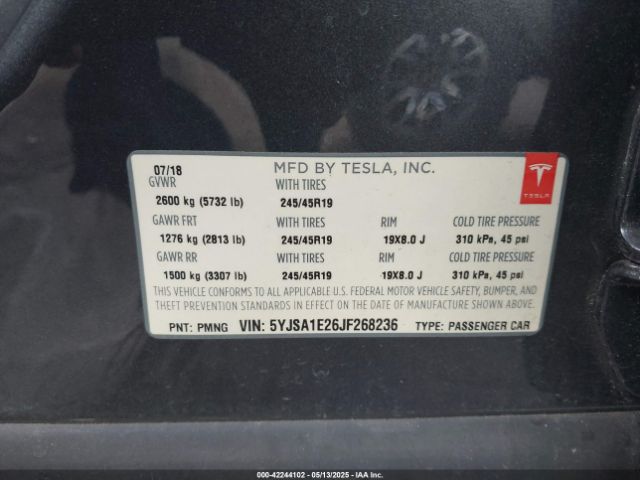 07/18 MFD BY TESLA, INC.
GVWR WITH TIRES
2600 kg (5732 lb) 245/45R19
GAWR FRT WITH TIRES RIM COLD TIRE PRESSURE
1276 kg (2813 lb) 245/45R19 19X8.0 J 310 kPa, 45 psi
GAWR RR WITH TIRES RIM COLD TIRE PRESSURE
1500 kg (3307 lb) 245/45R19 19X8.0 J 310 kPa, 45 psi
THIS VEHICLE CONFORMS TO ALL APPLICABLE U.S. FEDERAL MOTOR VEHICLE SAFETY, BUMPER, AND
THEFT PREVENTION STANDARDS IN EFFECT ON THE DATE OF MANUFACTURE SHOWN ABOVE.
PNT: PMNG VIN: 5YJSA1E26JF268236 TYPE: PASSENGER CAR
TESLA
000-42244102 - 05/13/2025 - IAAI.COM